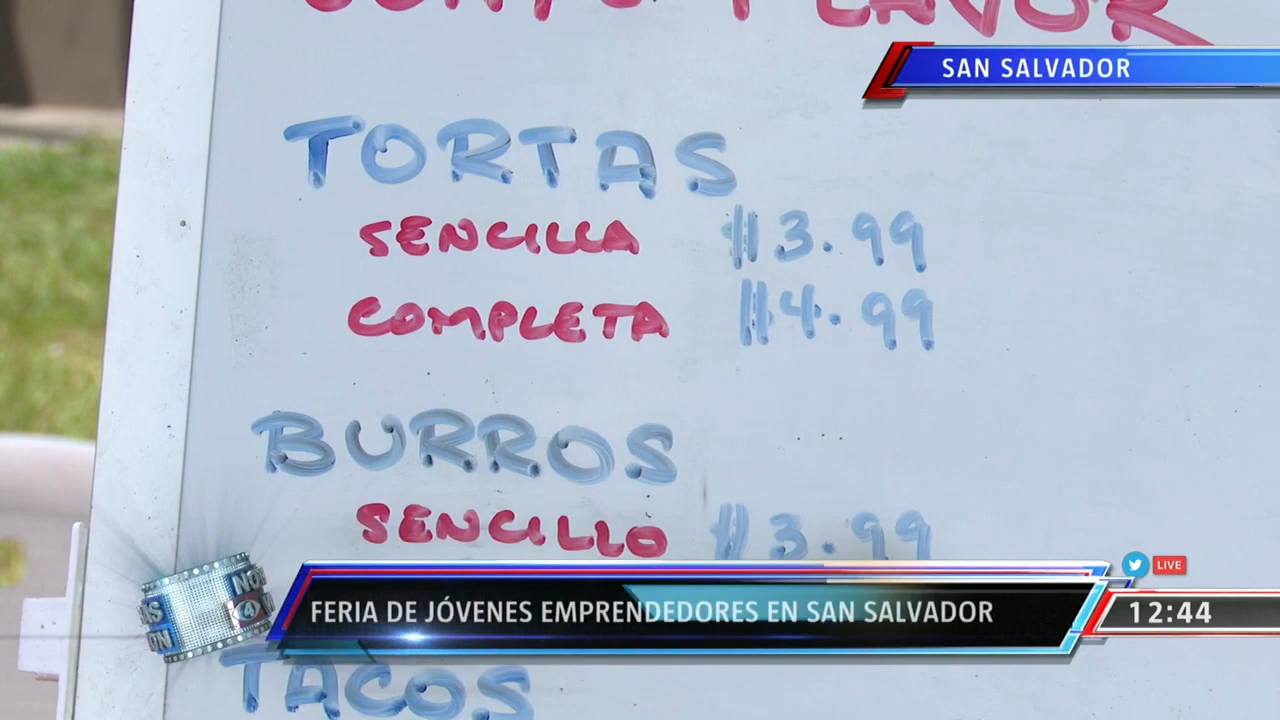 SAN SALVADOR
TORTAS
SENCILLA $3.99
COMPLETA $4.99
BURROS
SENCILLO $3.99
LIVE
FERIA DE JÓVENES EMPRENDEDORES EN SAN SALVADOR
12:44
4
TACOS